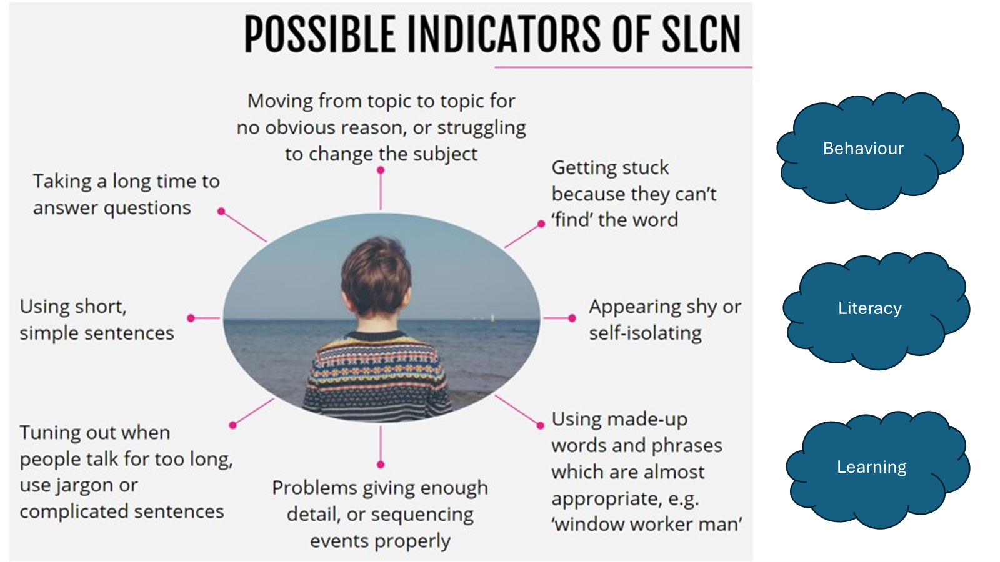 POSSIBLE INDICATORS OF SLCN
Moving from topic to topic for
no obvious reason, or struggling
to change the subject
Getting stuck
because they can’t
‘find’ the word
Appearing shy or
self-isolating
Using made-up
words and phrases
which are almost
appropriate, e.g.
‘window worker man’
Problems giving enough
detail, or sequencing
events properly
Tuning out when
people talk for too long,
use jargon or
complicated sentences
Using short,
simple sentences
Taking a long time to
answer questions
Behaviour
Literacy
Learning